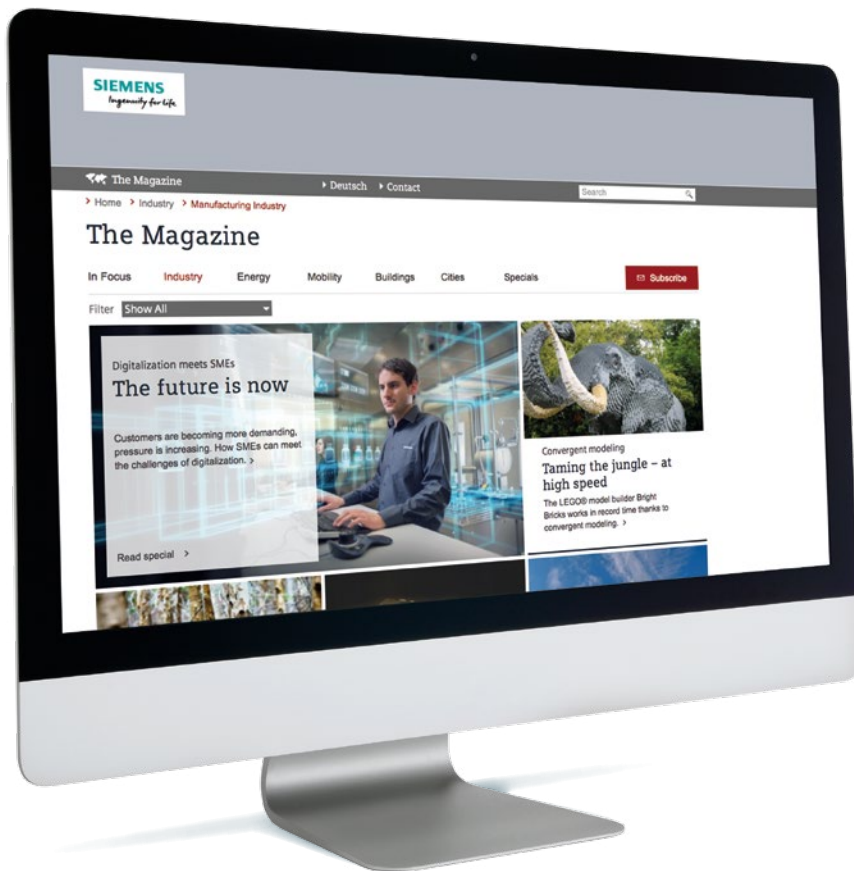 SIEMENS
Ingenuity for life
The Magazine
Deutsch Contact
Search
Home Industry Manufacturing Industry
The Magazine
In Focus Industry Energy Mobility Buildings Cities Specials
Subscribe
Filter Show All
Digitalization meets SMEs
The future is now
Customers are becoming more demanding,
pressure is increasing. How SMEs can meet
the challenges of digitalization. >
Read special >
Convergent modeling
Taming the jungle – at
high speed
The LEGO® model builder Bright
Bricks works in record time thanks to
convergent modeling. >